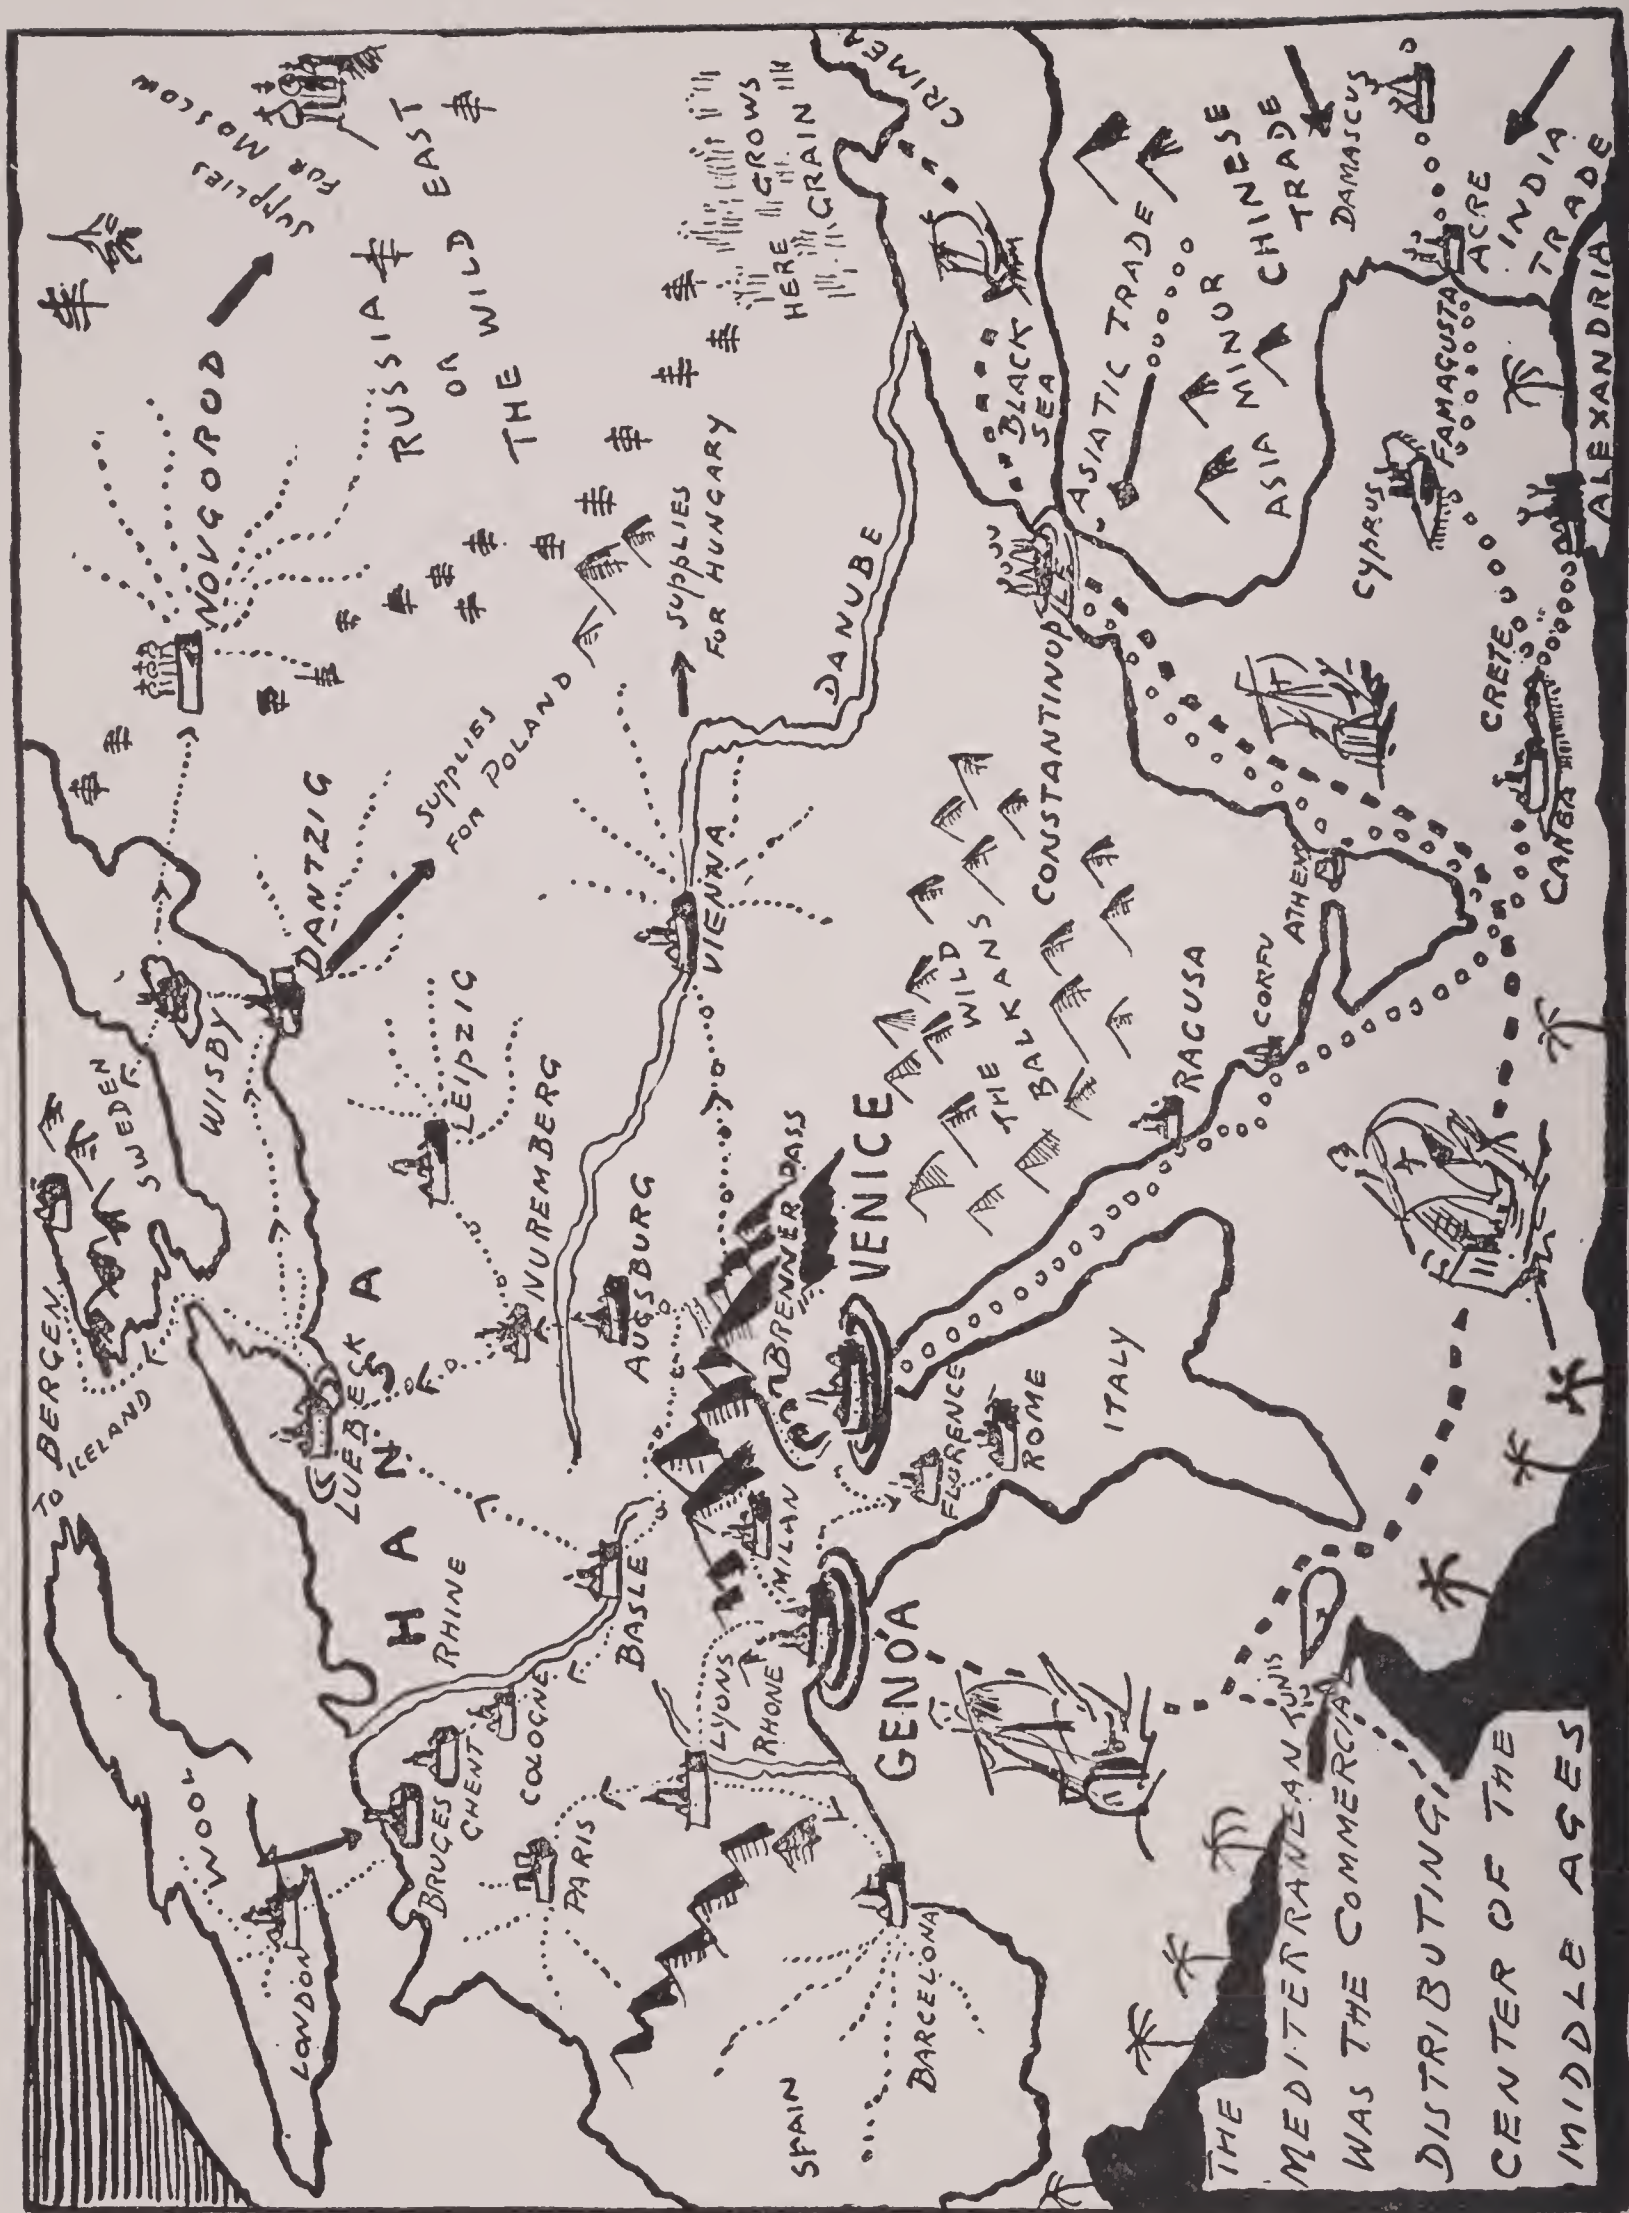 TO BERGEN
ICELAND
SWEDEN
WISBY
NOVGOROD
SUPPLIES
FOR MOSCOW
RUSSIA
OR
THE WILD EAST
DANTZIG
SUPPLIES
FOR POLAND
WOOL
LONDON
LUEBECK
HANSA
LEIPZIG
NUREMBERG
RHINE
BRUGES
GHENT
COLOGNE
PARIS
BASLE
AUGSBURG
VIENNA
SUPPLIES
FOR HUNGARY
HERE GROWS
GRAIN
DANUBE
CRIMEA
LYONS
RHONE
MILAN
BRENNER PASS
VENICE
GENOA
FLORENCE
ROME
ITALY
THE WILD
BALKANS
RAGUSA
CORFU
ATHENS
CONSTANTINOPLE
BLACK
SEA
ASIATIC TRADE
ASIA MINOR
CHINESE
TRADE
DAMASCUS
ACRE
INDIA
TRADE
CYPRUS
FAMAGUSTA
CRETE
CANEA
ALEXANDRIA
SPAIN
BARCELONA
TUNIS
THE
MEDITERRANEAN
WAS THE COMMERCIAL
DISTRIBUTING
CENTER OF THE
MIDDLE AGES